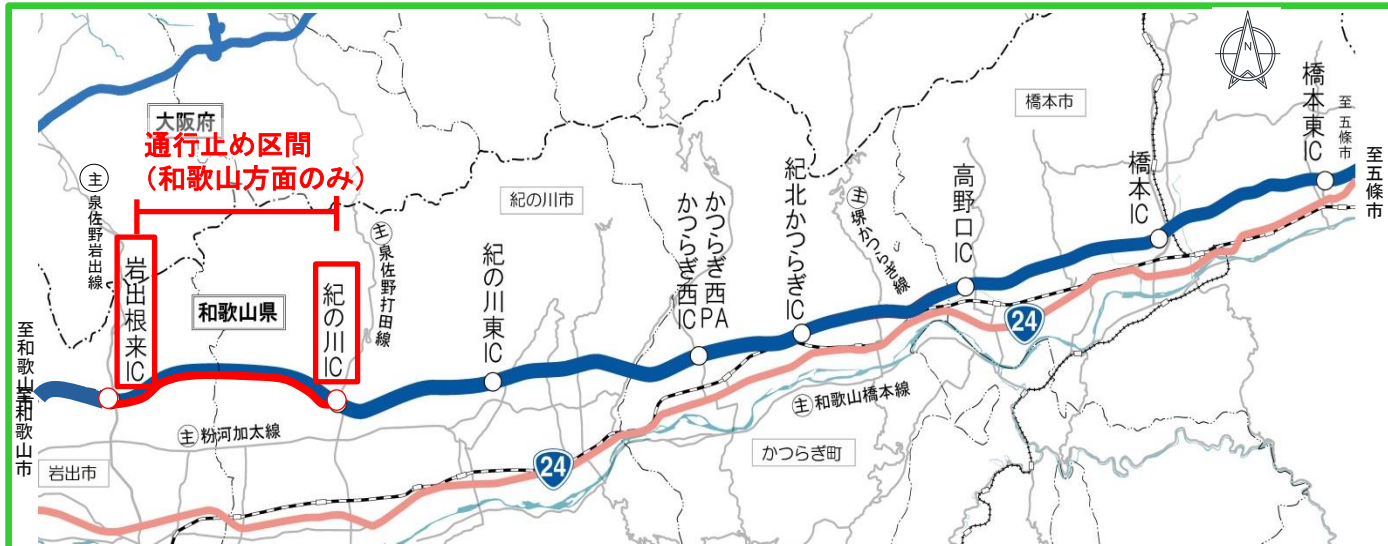 N
大阪府
通行止め区間
（和歌山方面のみ）
主 泉佐野岩出線
岩出根来IC
和歌山県
紀の川IC
主 泉佐野打田線
紀の川市
紀の川東IC
かつらぎ西PA
かつらぎ西IC
紀北かつらぎIC
主 堺かつらぎ線
高野口IC
橋本市
橋本IC
橋本東IC
至五條市
至五條市
至和歌山市
至和歌山市
主 粉河加太線
岩出市
24
24
主 和歌山橋本線
かつらぎ町